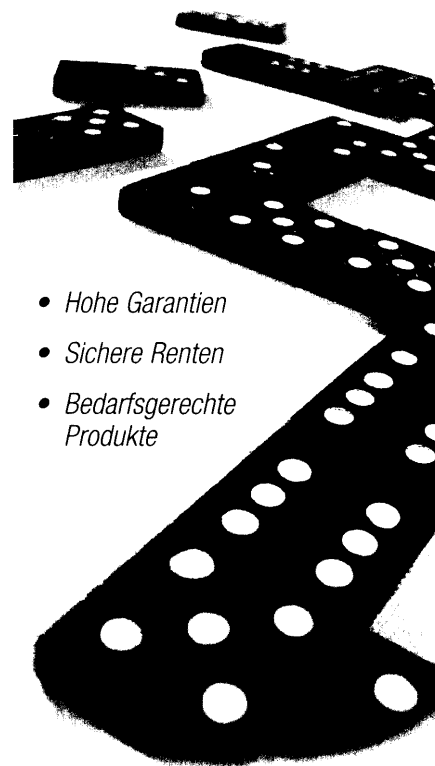 • Hohe Garantien
• Sichere Renten
• Bedarfsgerechte
Produkte